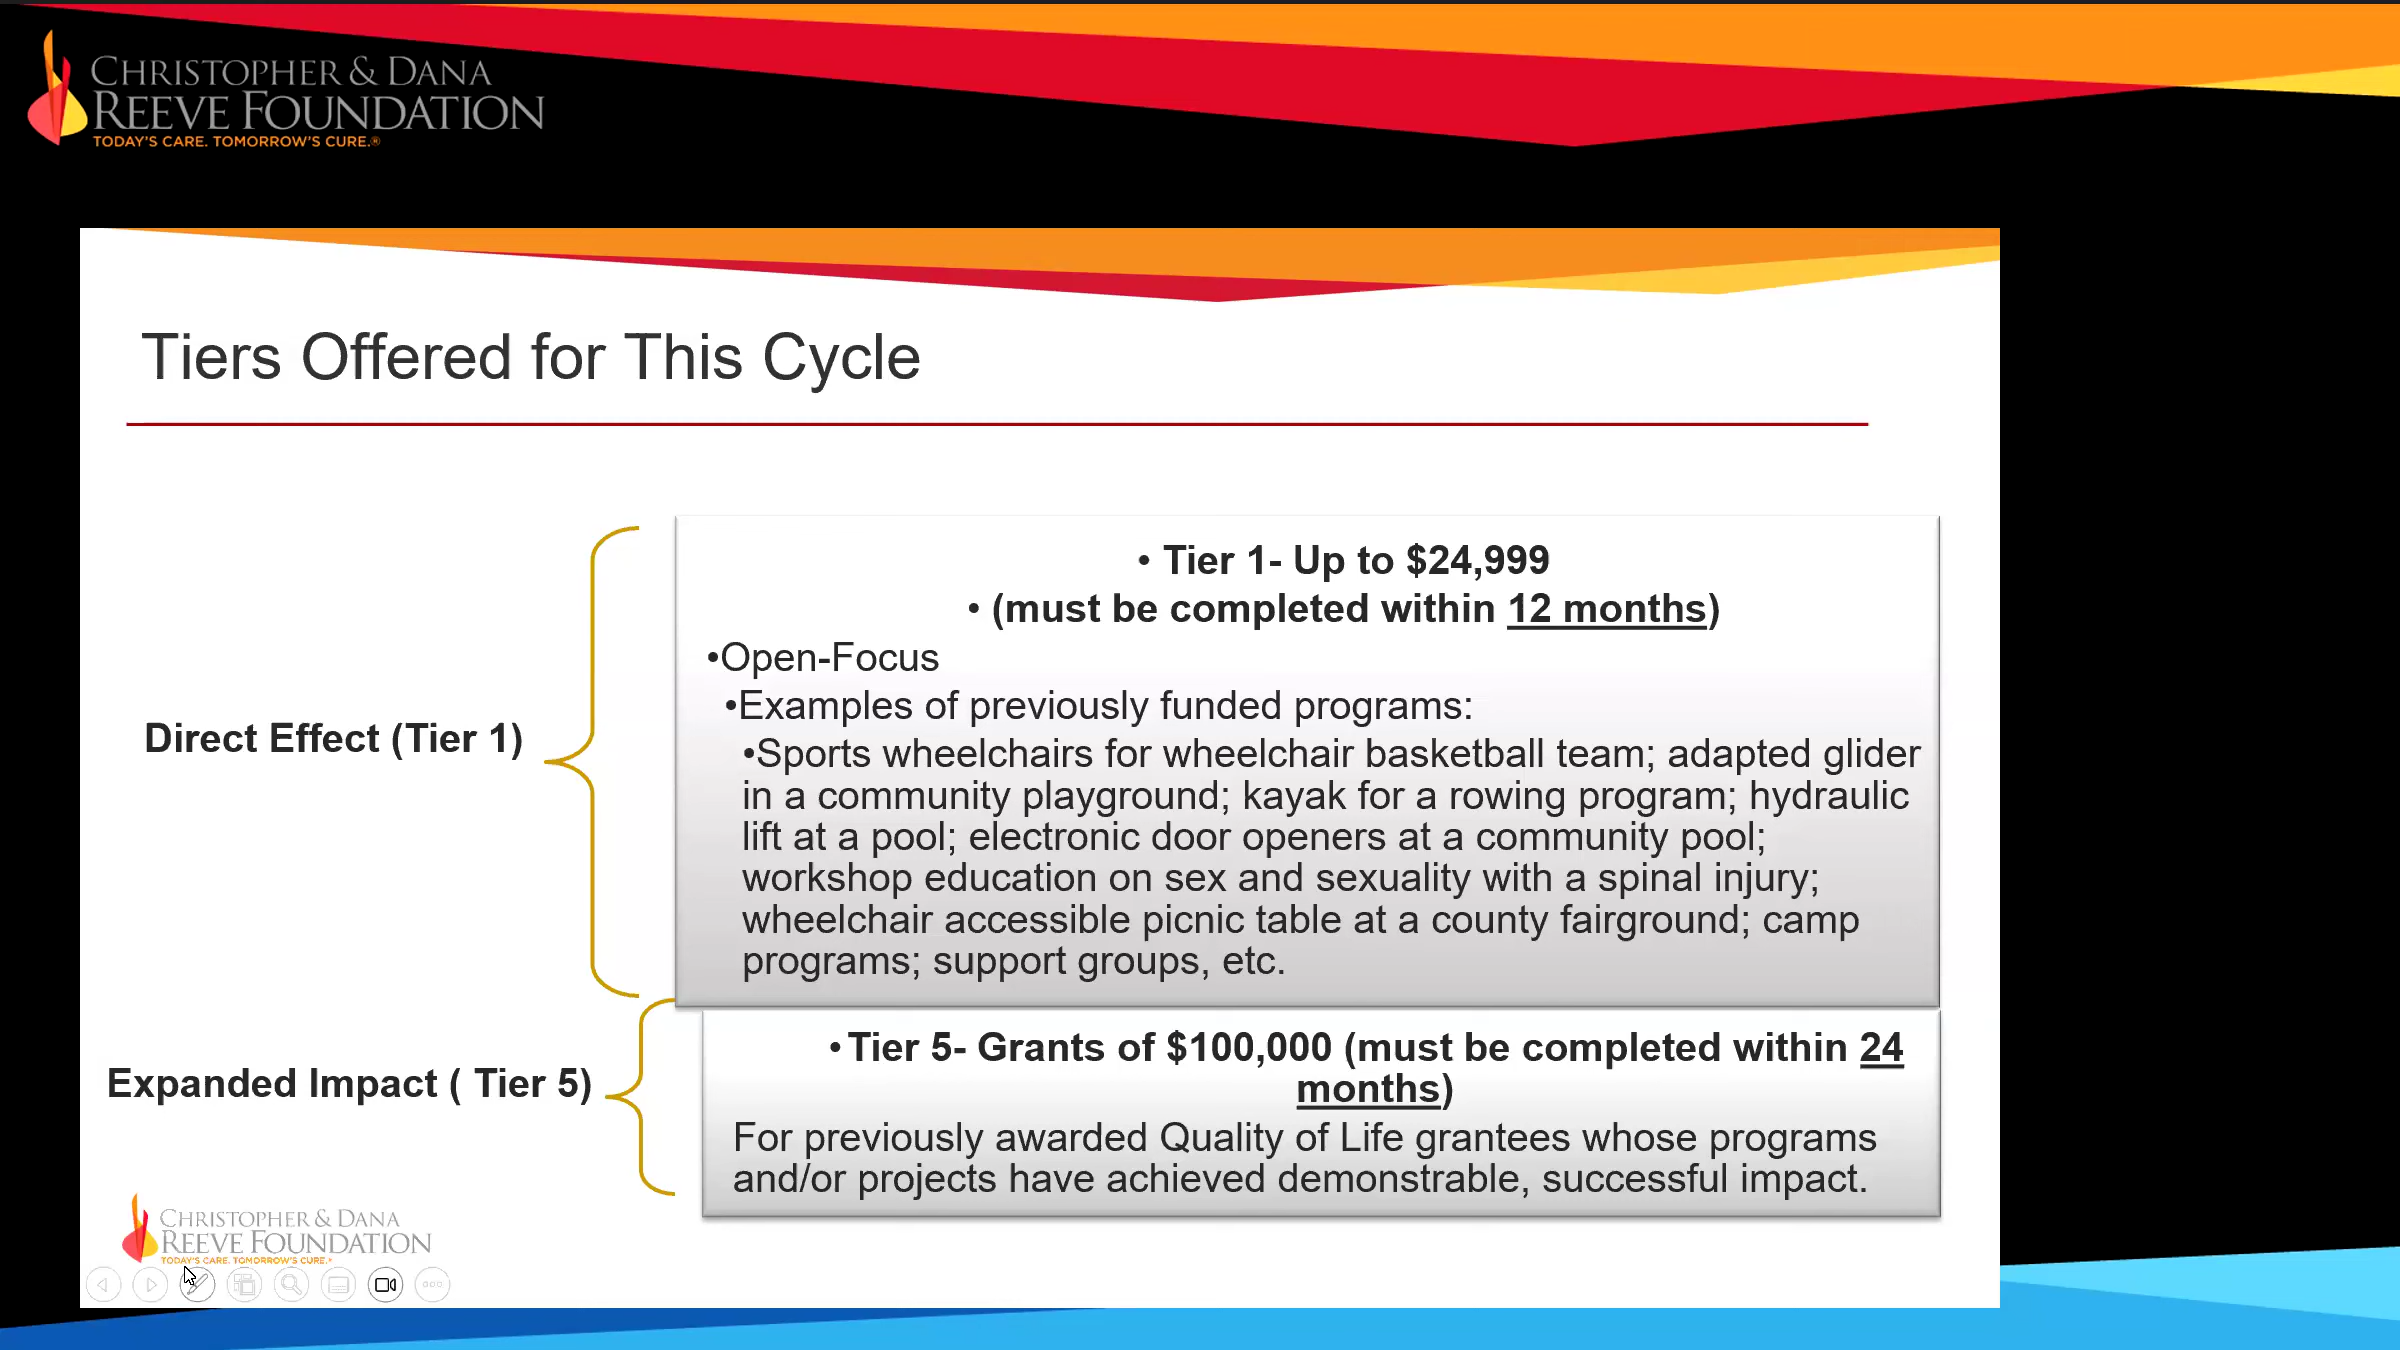 CHRISTOPHER & DANA
REEVE FOUNDATION
TODAY'S CARE. TOMORROW'S CURE.®
Tiers Offered for This Cycle
Direct Effect (Tier 1)
• Tier 1- Up to $24,999
• (must be completed within 12 months)
•Open-Focus
•Examples of previously funded programs:
•Sports wheelchairs for wheelchair basketball team; adapted glider
in a community playground; kayak for a rowing program; hydraulic
lift at a pool; electronic door openers at a community pool;
workshop education on sex and sexuality with a spinal injury;
wheelchair accessible picnic table at a county fairground; camp
programs; support groups, etc.
Expanded Impact ( Tier 5)
•Tier 5- Grants of $100,000 (must be completed within 24
months)
For previously awarded Quality of Life grantees whose programs
and/or projects have achieved demonstrable, successful impact.
CHRISTOPHER & DANA
REEVE FOUNDATION
TODAY'S CARE. TOMORROW'S CURE.®